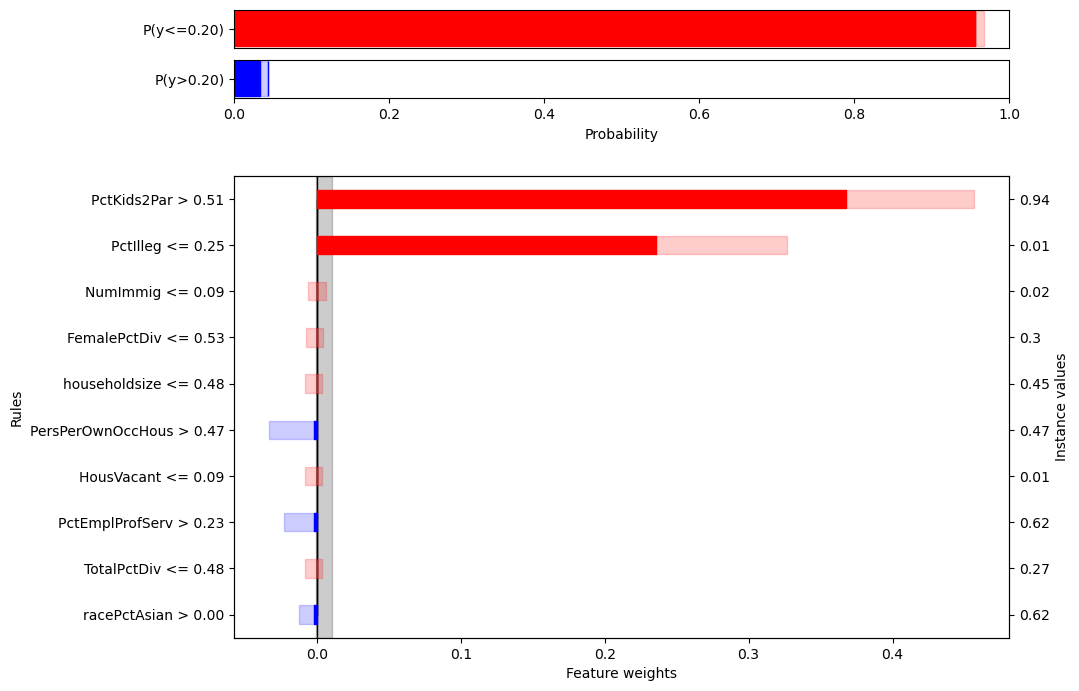 P(y<=0.20)
P(y>0.20)
0.0 0.2 0.4 0.6 0.8 1.0
Probability
Rules
PctKids2Par > 0.51 0.94
PctIlleg <= 0.25 0.01
NumImmig <= 0.09 0.02
FemalePctDiv <= 0.53 0.3
householdsize <= 0.48 0.45
PersPerOwnOccHous > 0.47 0.47
HousVacant <= 0.09 0.01
PctEmplProfServ > 0.23 0.62
TotalPctDiv <= 0.48 0.27
racePctAsian > 0.00 0.62
Instance values
0.0 0.1 0.2 0.3 0.4
Feature weights